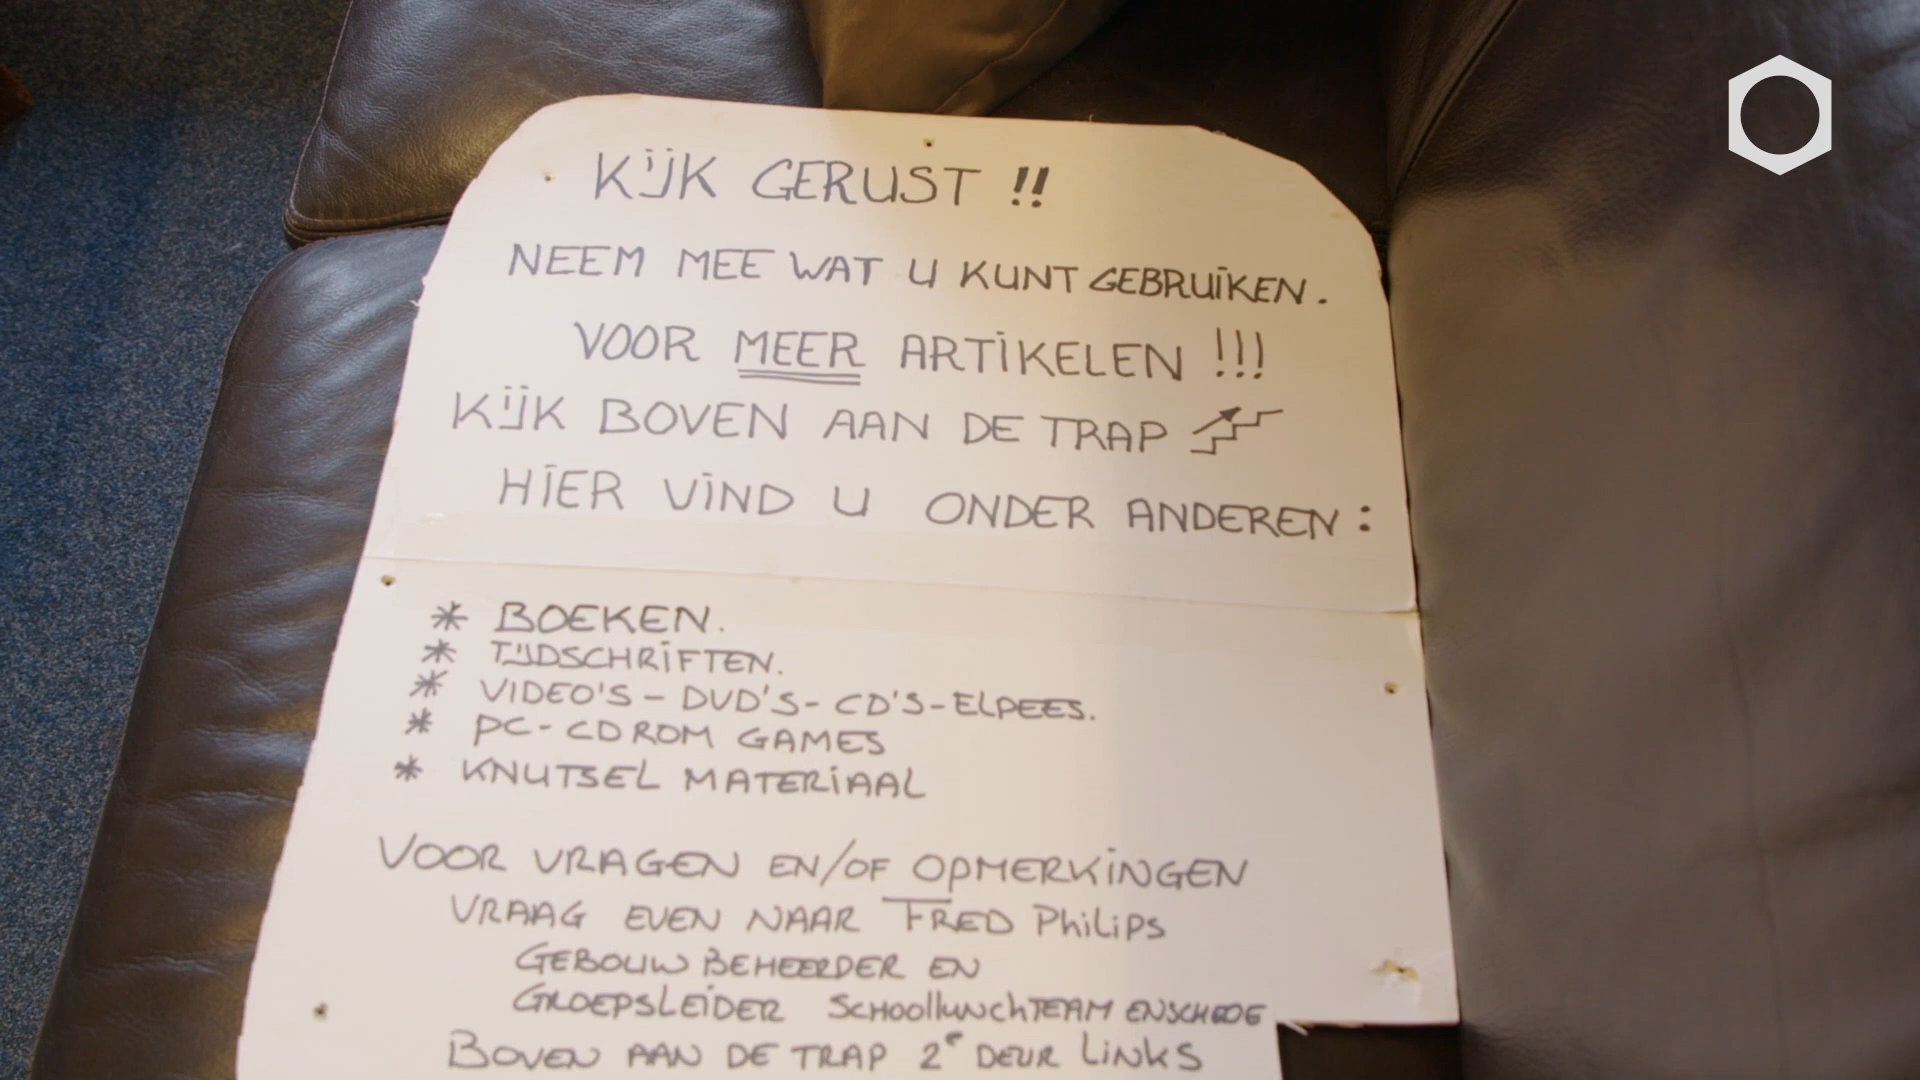 KIJK GERUST !!
NEEM MEE WAT U KUNT GEBRUIKEN.
VOOR MEER ARTIKELEN !!!
KIJK BOVEN AAN DE TRAP
HIER VIND U ONDER ANDEREN :
* BOEKEN.
* TIJDSCHRIFTEN.
* VIDEO'S - DVD'S - CD'S - ELPEES.
* PC - CD ROM GAMES
* KNUTSEL MATERIAAL
VOOR VRAGEN EN/OF OPMERKINGEN
VRAAG EVEN NAAR FRED PhiLiPs
GEBOUW BEHEERDER EN
GROEPSLEIDER SCHOOllunchTEAM ENSCHEDE
BOVEN AAN DE TRAP 2e DEUR LiNKS